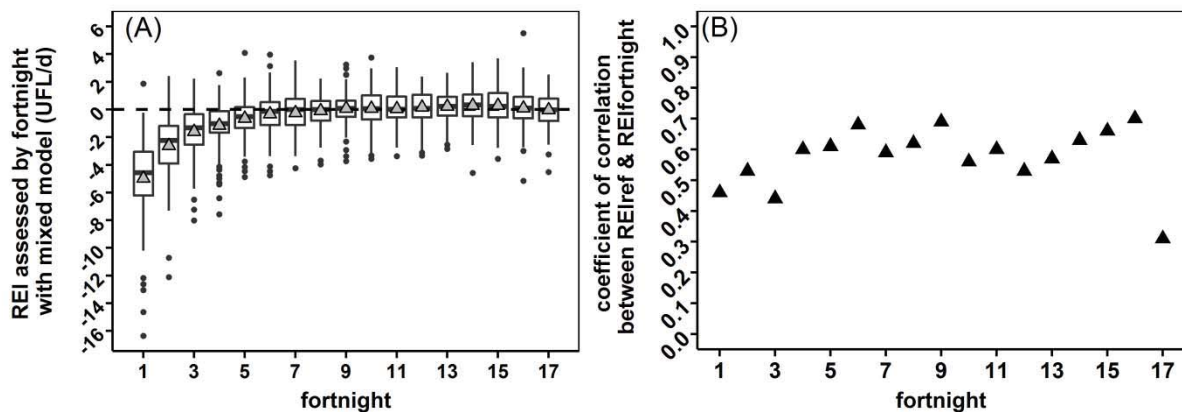 (A)
REI assessed by fortnight
with mixed model (UFL/d)
6
4
2
0
-2
-4
-6
-8
-10
-12
-14
-16
1 3 5 7 9 11 13 15 17
fortnight
(B)
coefficient of correlation
between REIref & REIfortnight
1.0
0.9
0.8
0.7
0.6
0.5
0.4
0.3
0.2
0.1
0.0
1 3 5 7 9 11 13 15 17
fortnight